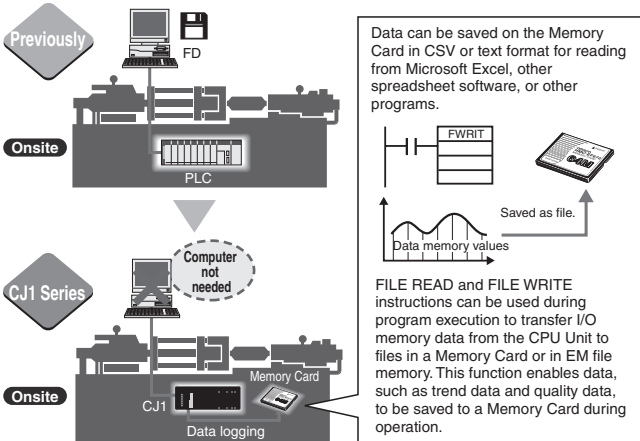 Previously
FD
Onsite
PLC
CJ1 Series
Computer
not
needed
Onsite
CJ1
Memory Card
Data logging
Data can be saved on the Memory
Card in CSV or text format for reading
from Microsoft Excel, other
spreadsheet software, or other
programs.
FWRIT
64M
Saved as file.
Data memory values
FILE READ and FILE WRITE
instructions can be used during
program execution to transfer I/O
memory data from the CPU Unit to
files in a Memory Card or in EM file
memory. This function enables data,
such as trend data and quality data,
to be saved to a Memory Card during
operation.